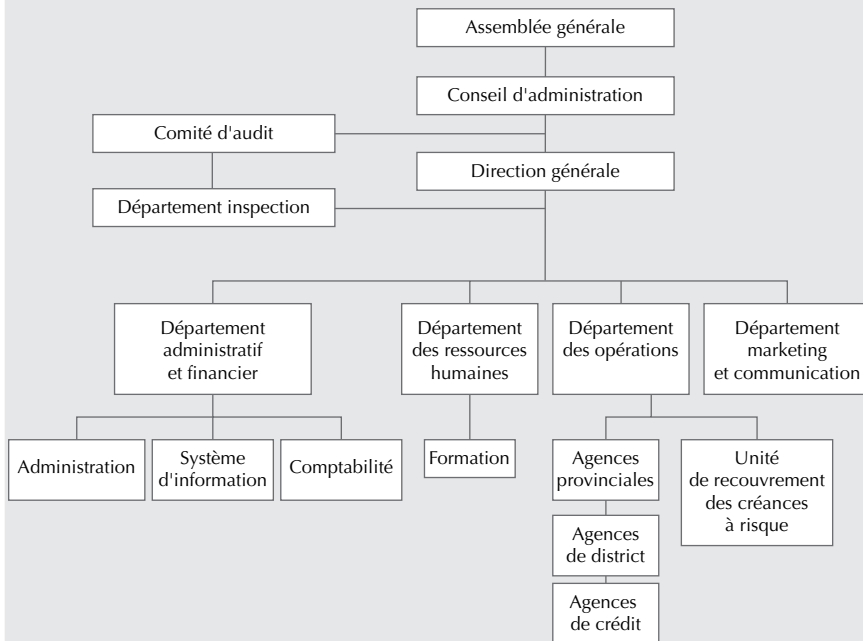 Assemblée générale
Conseil d'administration
Comité d'audit
Direction générale
Département inspection
Département
administratif
et financier
Département
des ressources
humaines
Département
des opérations
Département
marketing
et communication
Administration
Système
d'information
Comptabilité
Formation
Agences
provinciales
Unité
de recouvrement
des créances
à risque
Agences
de district
Agences
de crédit